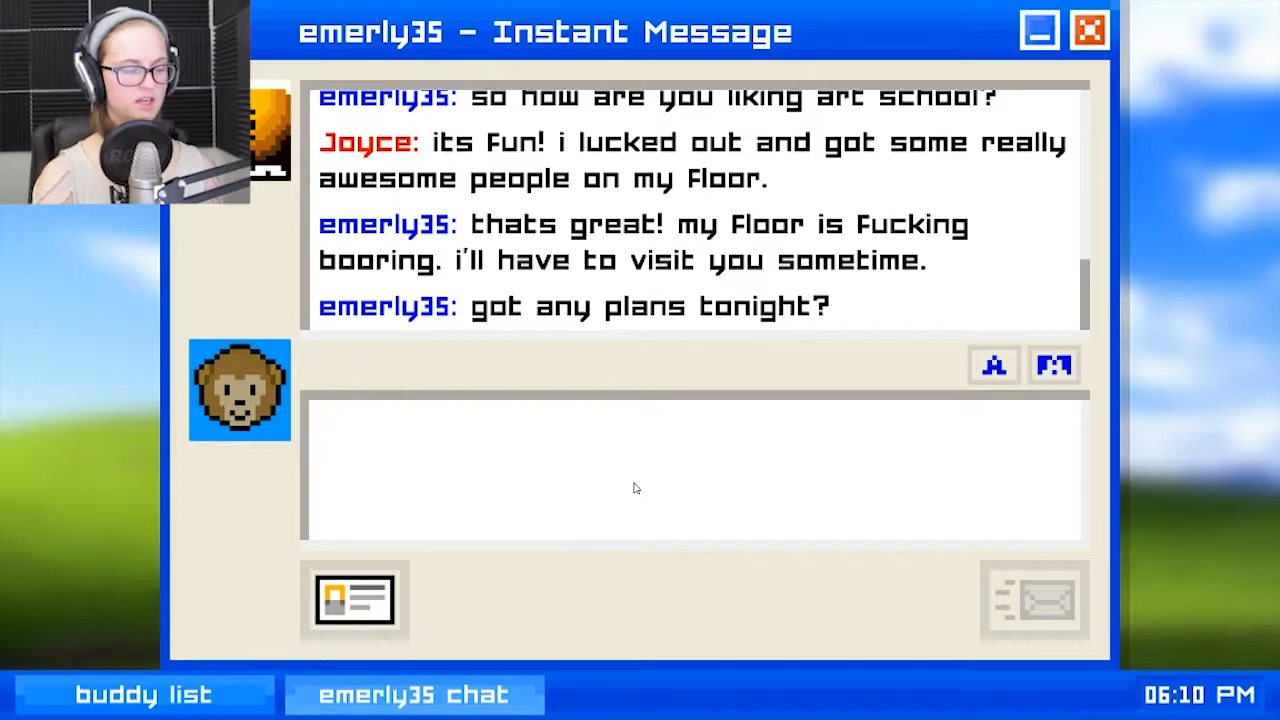 emerly35 - Instant Message
emerly35: so how are you liking art school?
Joyce: its fun! i lucked out and got some really
awesome people on my floor.
emerly35: thats great! my floor is fucking
booring. i'll have to visit you sometime.
emerly35: got any plans tonight?
A
buddy list
emerly35 chat
06:10 PM